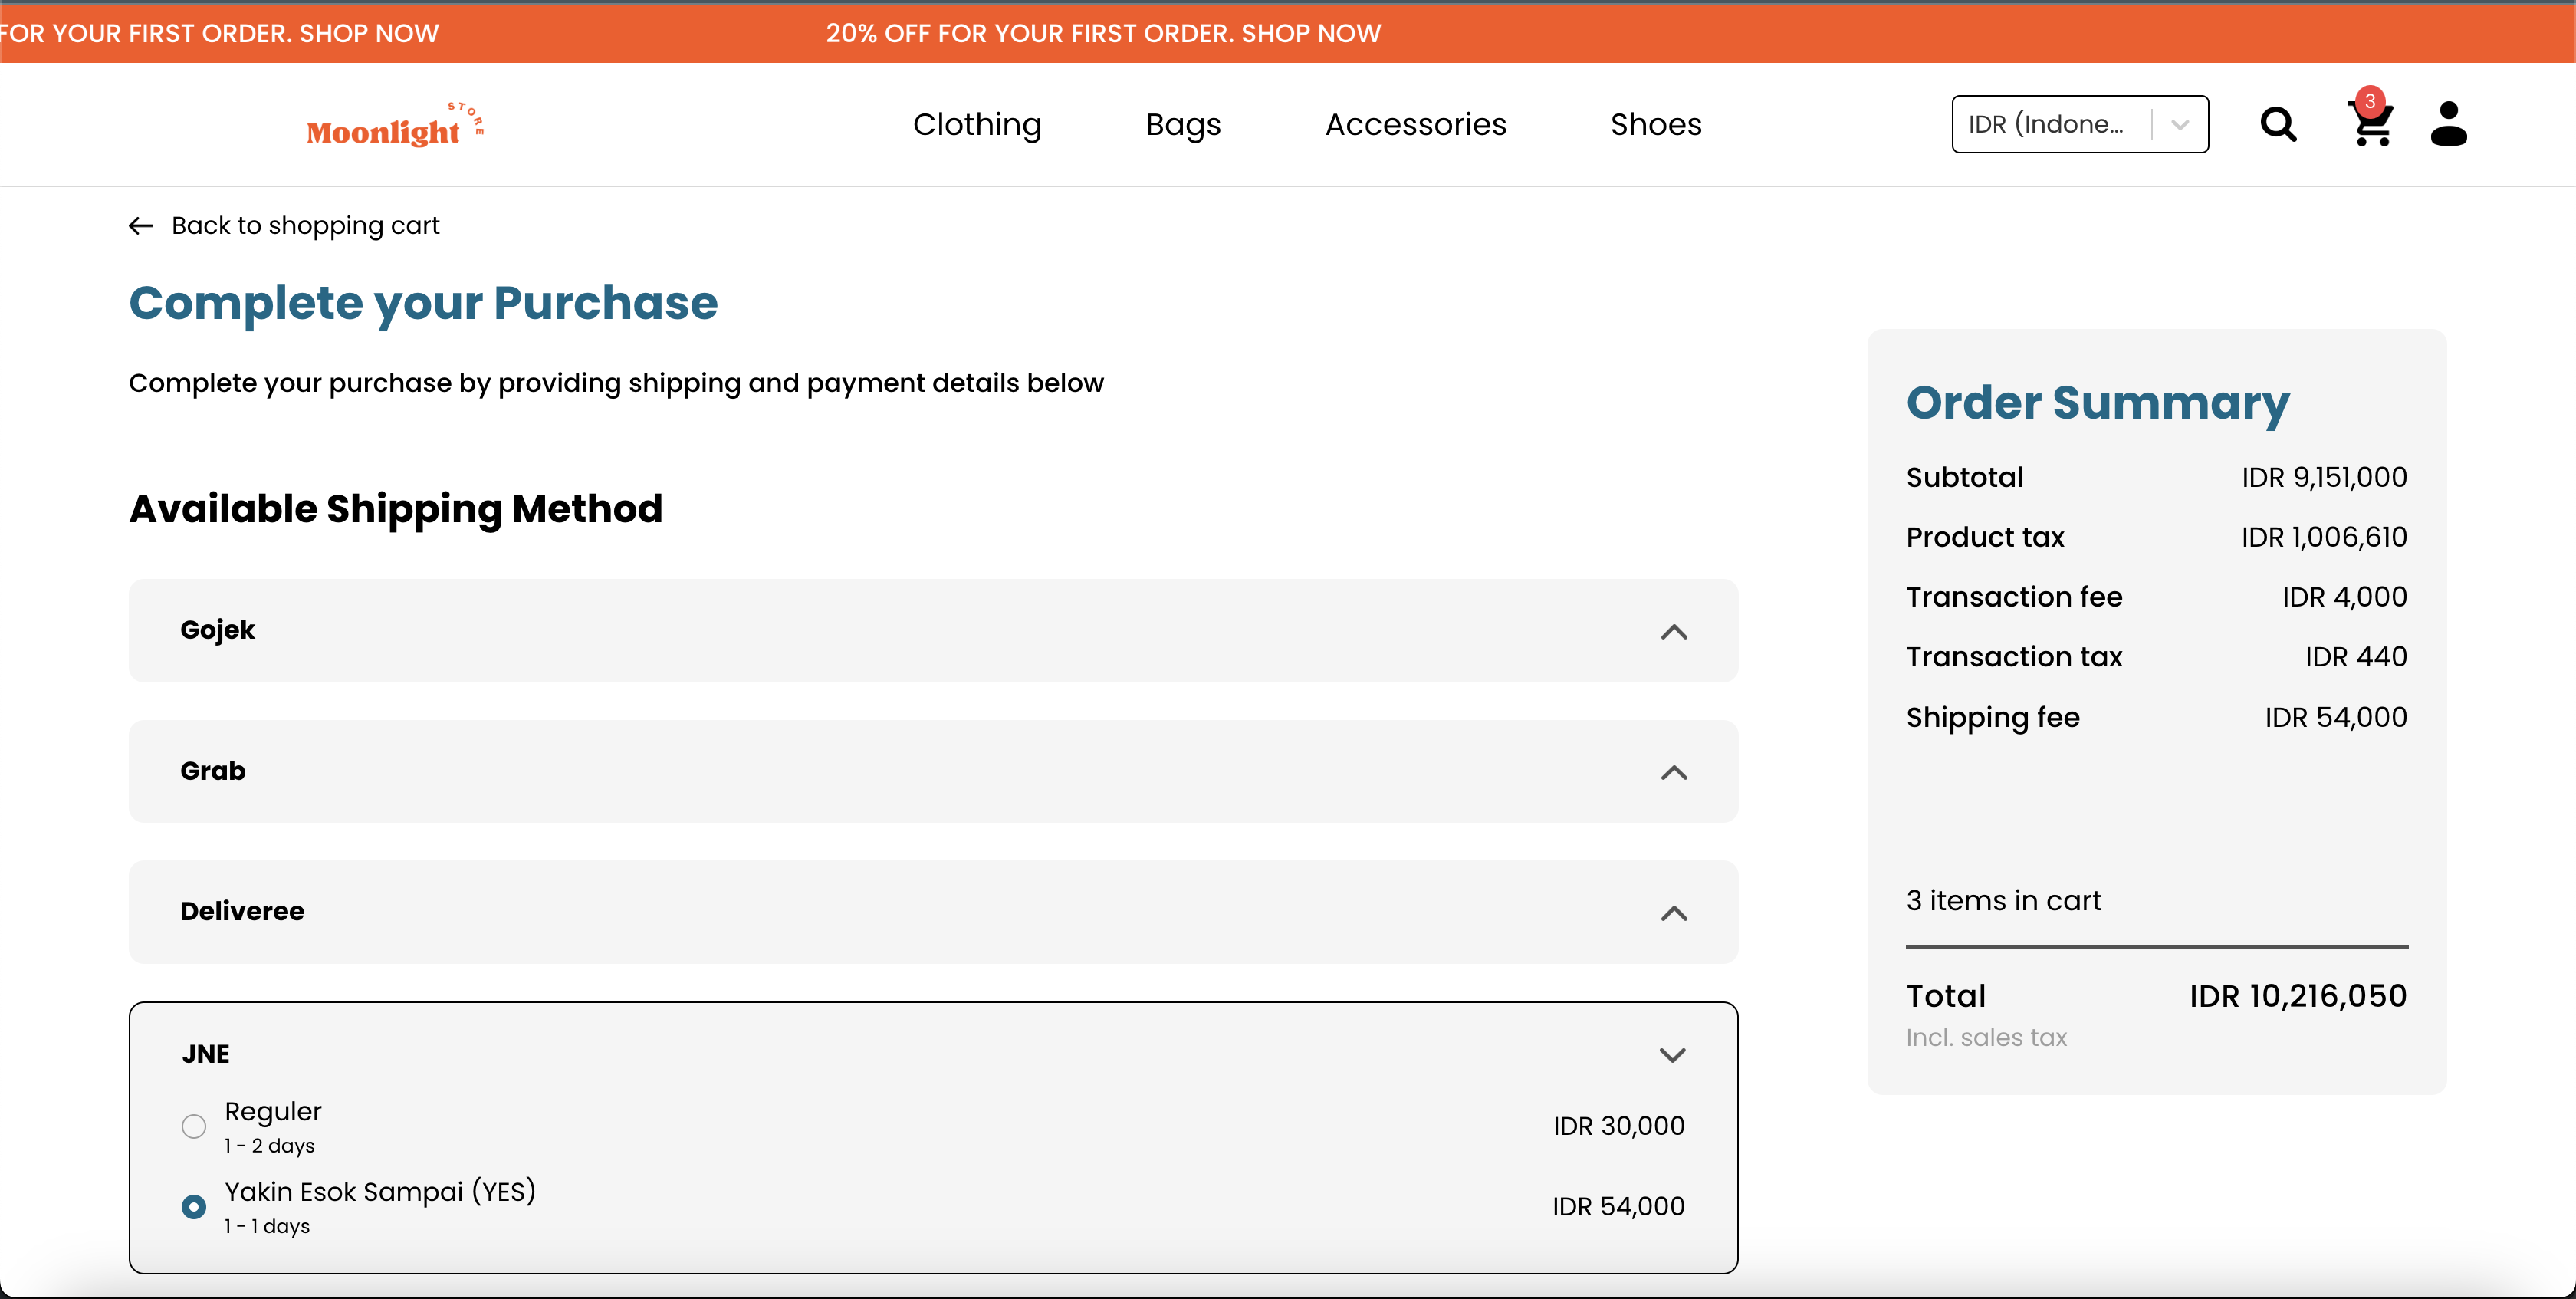 FOR YOUR FIRST ORDER. SHOP NOW
20% OFF FOR YOUR FIRST ORDER. SHOP NOW
Moonlight STORE
Clothing
Bags
Accessories
Shoes
IDR (Indone...
3
Back to shopping cart
Complete your Purchase
Complete your purchase by providing shipping and payment details below
Available Shipping Method
Gojek
Grab
Deliveree
JNE
Reguler
1 - 2 days
IDR 30,000
Yakin Esok Sampai (YES)
1 - 1 days
IDR 54,000
Order Summary
Subtotal IDR 9,151,000
Product tax IDR 1,006,610
Transaction fee IDR 4,000
Transaction tax IDR 440
Shipping fee IDR 54,000
3 items in cart
Total IDR 10,216,050
Incl. sales tax